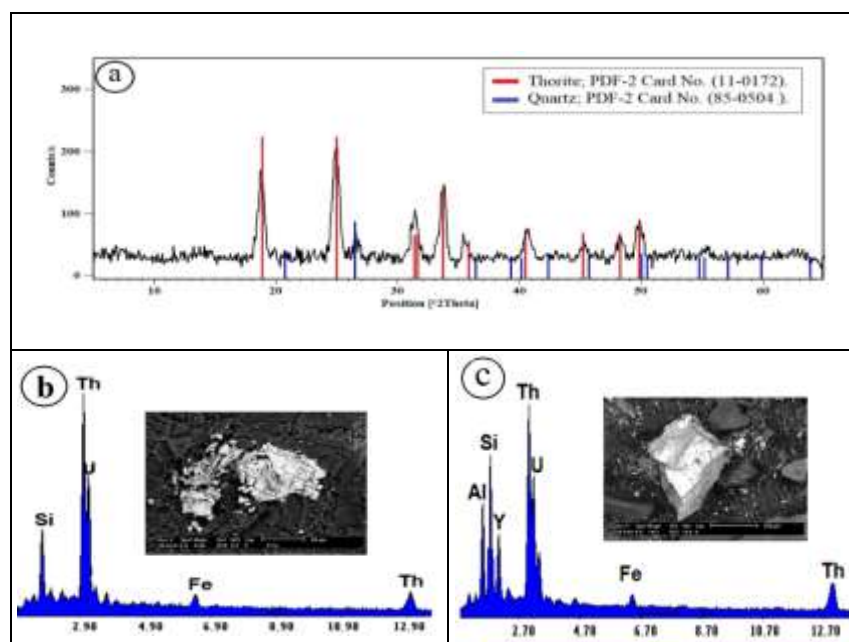 a
Thorite; PDF-2 Card No. (11-0172).
Quartz; PDF-2 Card No. (85-0504 ).
Counts
300
200
100
0
10 20 30 40 50 60
Position [°2Theta]
b
Th
U
Si
Fe
Th
2.90 4.90 6.90 8.90 10.90 12.90
c
Th
Si
U
Al
Y
Fe
Th
2.70 4.70 6.70 8.70 10.70 12.70